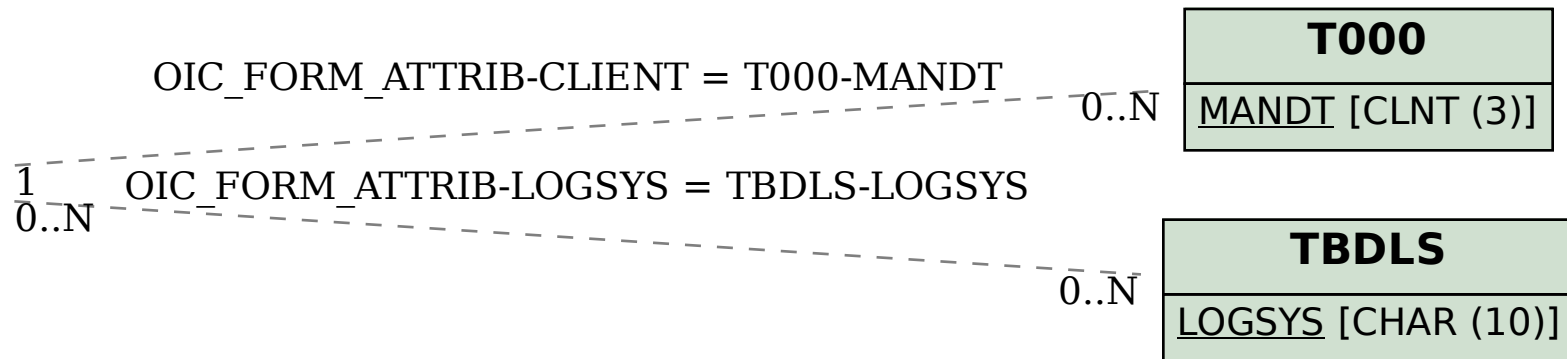 T000
OIC_FORM_ATTRIB-CLIENT = T000-MANDT
0..N
MANDT [CLNT (3)]
1
OIC_FORM_ATTRIB-LOGSYS = TBDLS-LOGSYS
0..N
TBDLS
0..N
LOGSYS [CHAR (10)]